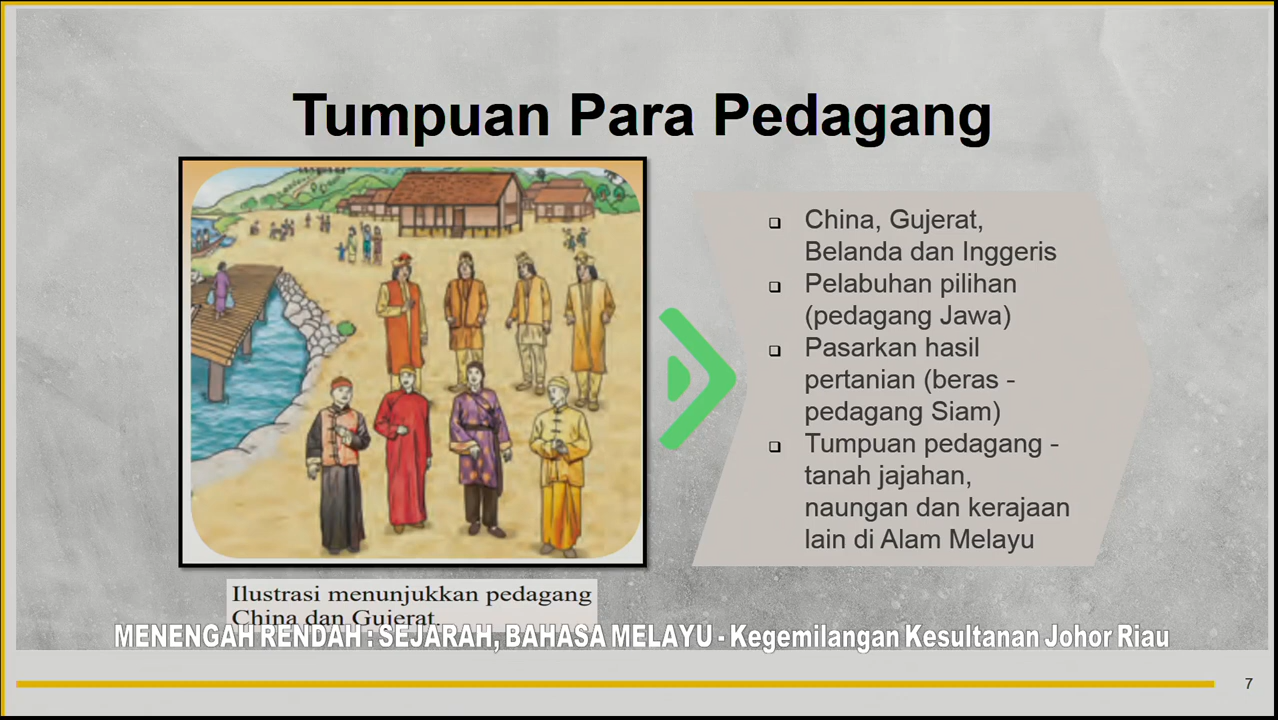 Tumpuan Para Pedagang
China, Gujerat,
Belanda dan Inggeris
Pelabuhan pilihan
(pedagang Jawa)
Pasarkan hasil
pertanian (beras -
pedagang Siam)
Tumpuan pedagang -
tanah jajahan,
naungan dan kerajaan
lain di Alam Melayu
Ilustrasi menunjukkan pedagang
China dan Gujerat.
MENENGAH RENDAH : SEJARAH, BAHASA MELAYU - Kegemilangan Kesultanan Johor Riau
7